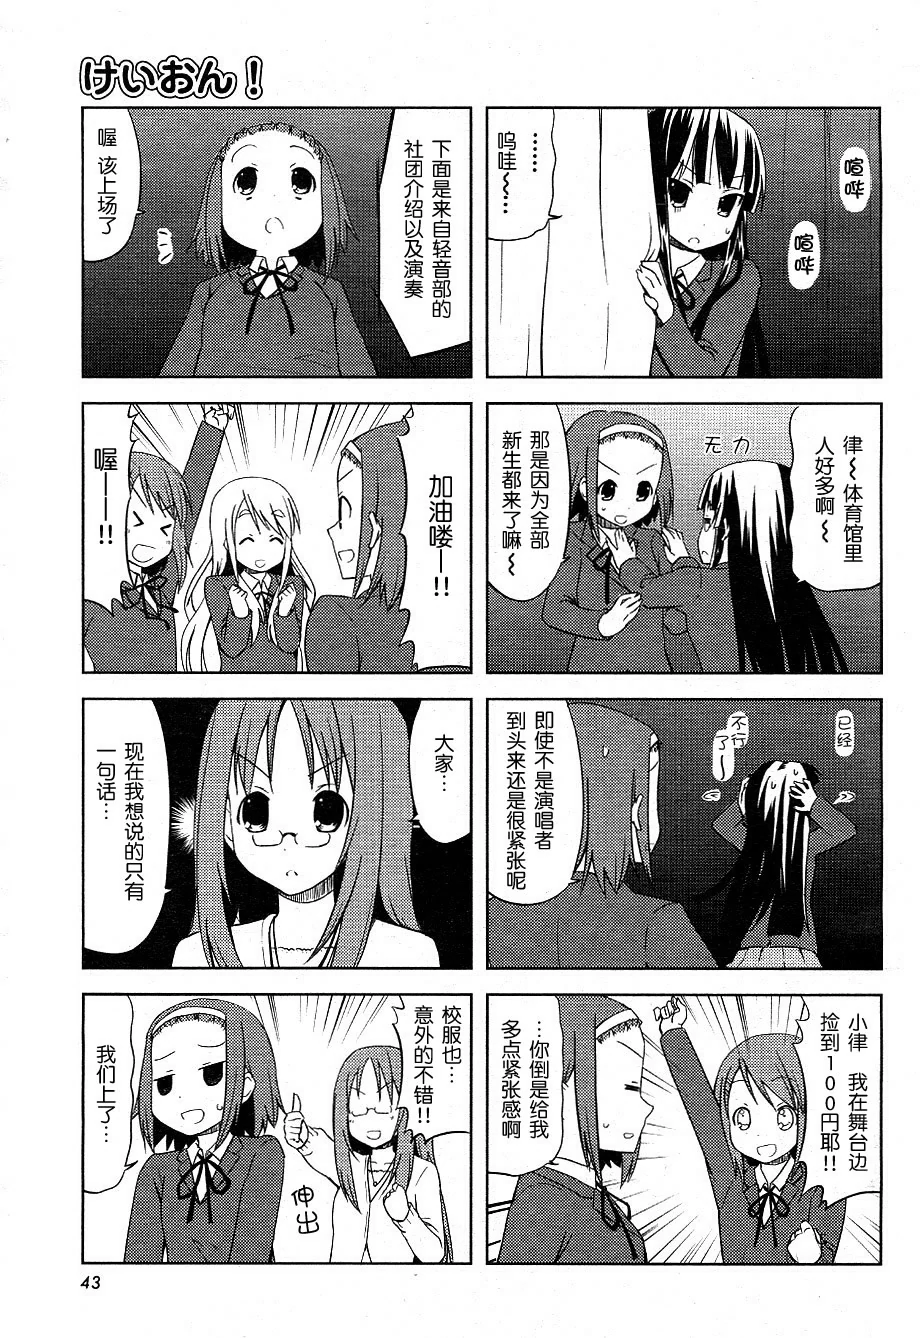 けいおん！
喧哗
喧哗
……
呜哇～……
律～体育馆里
人好多啊～
无力
那是因为全部
新生都来了嘛～
已经
不行
了～
即使不是演唱者
到头来还是很紧张呢
小律 我在舞台边
捡到100円耶!!
…你倒是给我
多点紧张感啊
下面是来自轻音部的
社团介绍以及演奏
喔 该上场
了
加油喽ー!!
喔ーー!!
大家…
现在我想说的只有
一句话…
校服也…
意外的不错!!
伸出
我们上了…
43